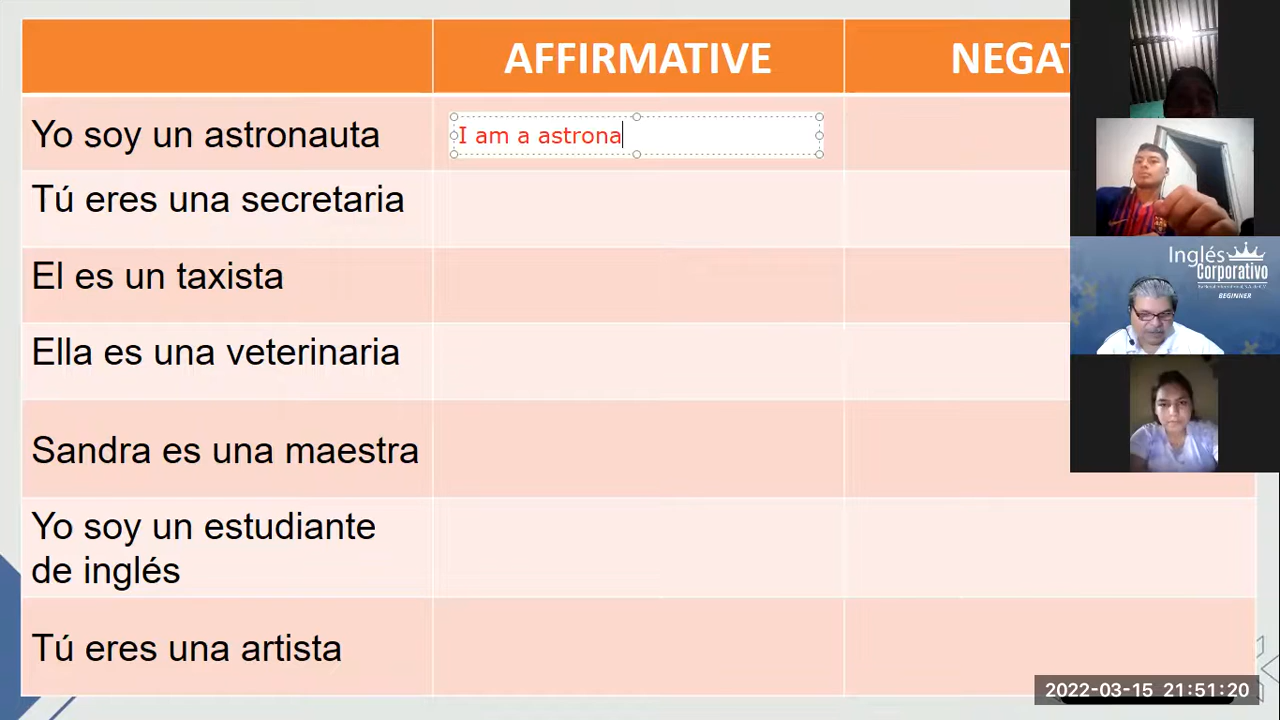 AFFIRMATIVE
NEGAT
Yo soy un astronauta
I am a astrona
Tú eres una secretaria
El es un taxista
Ella es una veterinaria
Sandra es una maestra
Yo soy un estudiante
de inglés
Tú eres una artista
Inglés
Corporativo
BEGINNER
2022-03-15 21:51:20